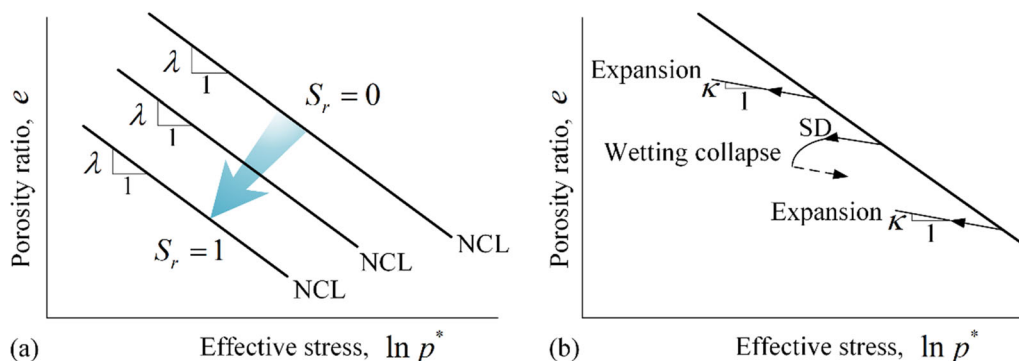 λ
1
λ
1
λ
1
S_r = 0
S_r = 1
NCL
NCL
NCL
Porosity ratio, e
(a)
Effective stress, ln p*
Expansion
κ
1
SD
Wetting collapse
Expansion
κ
1
Porosity ratio, e
(b)
Effective stress, ln p*